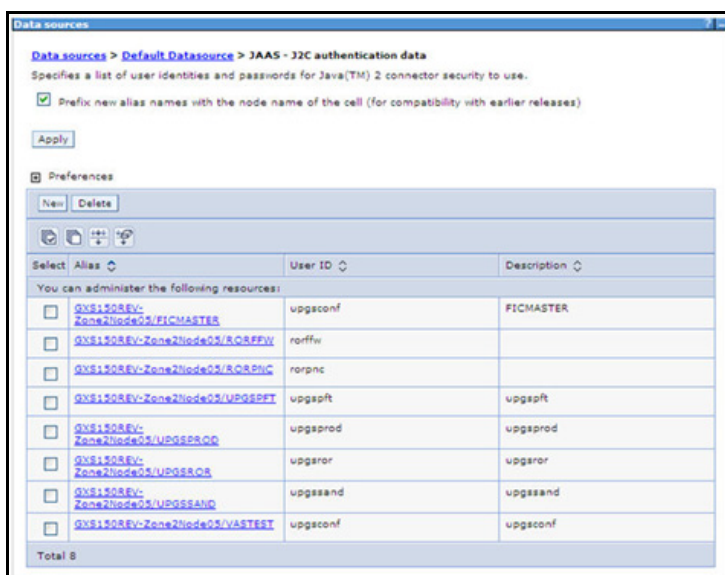 Data sources
Data sources > Default Datasource > JAAS - J2C authentication data
Specifies a list of user identities and passwords for Java(TM) 2 connector security to use.
Prefix new alias names with the node name of the cell (for compatibility with earlier releases)
Apply
Preferences
New Delete
Select Alias User ID Description
You can administer the following resources:
GXS150REV-
Zone2Node05/FICMASTER upgsconf FICMASTER
GXS150REV-Zone2Node05/RORFFW rorffw
GXS150REV-Zone2Node05/RORPNC rorpnc
GXS150REV-Zone2Node05/UPGSPFT upgspft upgspft
GXS150REV-
Zone2Node05/UPGSPROD upgsprod upgsprod
GXS150REV-
Zone2Node05/UPGSROR upgsror upgsror
GXS150REV-
Zone2Node05/UPGSSAND upgssand upgssand
GXS150REV-Zone2Node05/VASTEST upgsconf upgsconf
Total 8